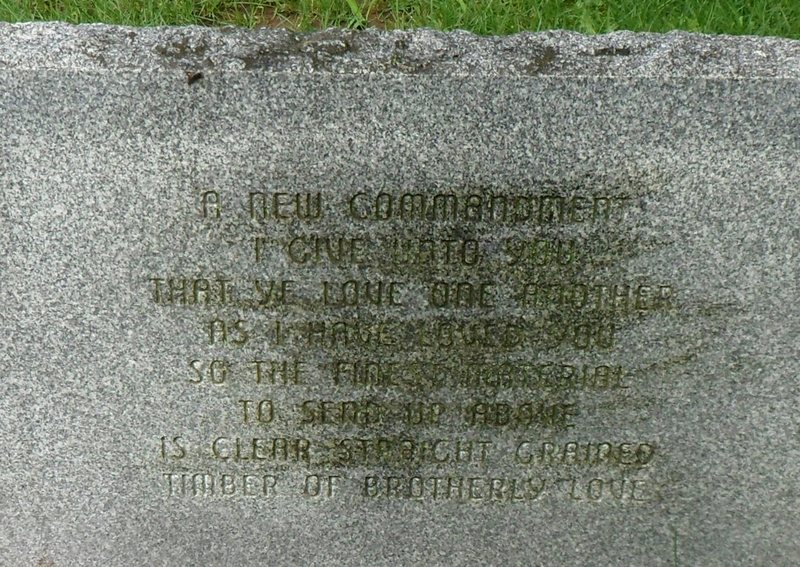 A NEW COMMANDMENT
I GIVE UNTO YOU
THAT YE LOVE ONE ANOTHER
AS I HAVE LOVED YOU
SO THE FINEST MATERIAL
TO SEND UP ABOVE
IS CLEAR STRAIGHT GRAINED
TIMBER OF BROTHERLY LOVE